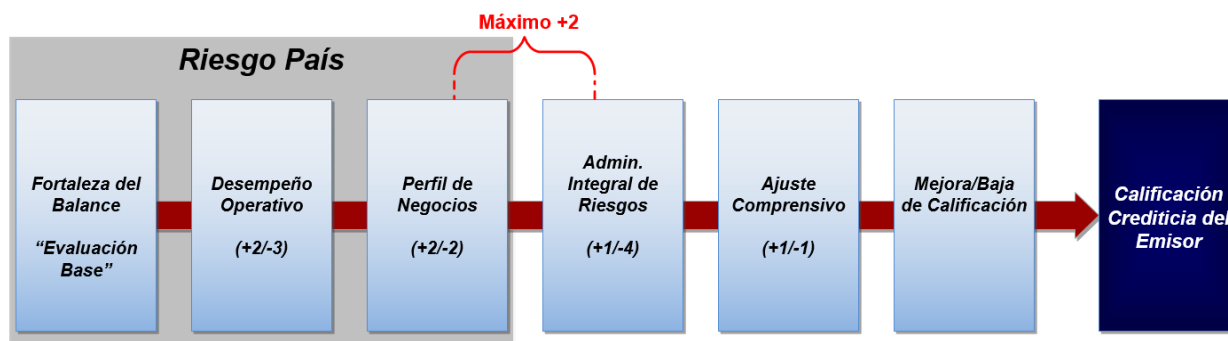 Máximo +2
Riesgo País
Fortaleza del
Balance
“Evaluación
Base”
Desempeño
Operativo
(+2/-3)
Perfil de
Negocios
(+2/-2)
Admin.
Integral de
Riesgos
(+1/-4)
Ajuste
Comprensivo
(+1/-1)
Mejora/Baja
de Calificación
Calificación
Crediticia del
Emisor